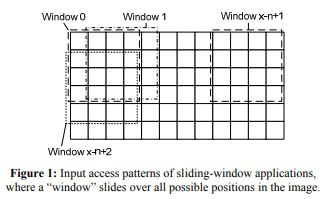 Window 0 Window 1 Window x-n+1
Window x-n+2
Figure 1: Input access patterns of sliding-window applications,
where a “window” slides over all possible positions in the image.